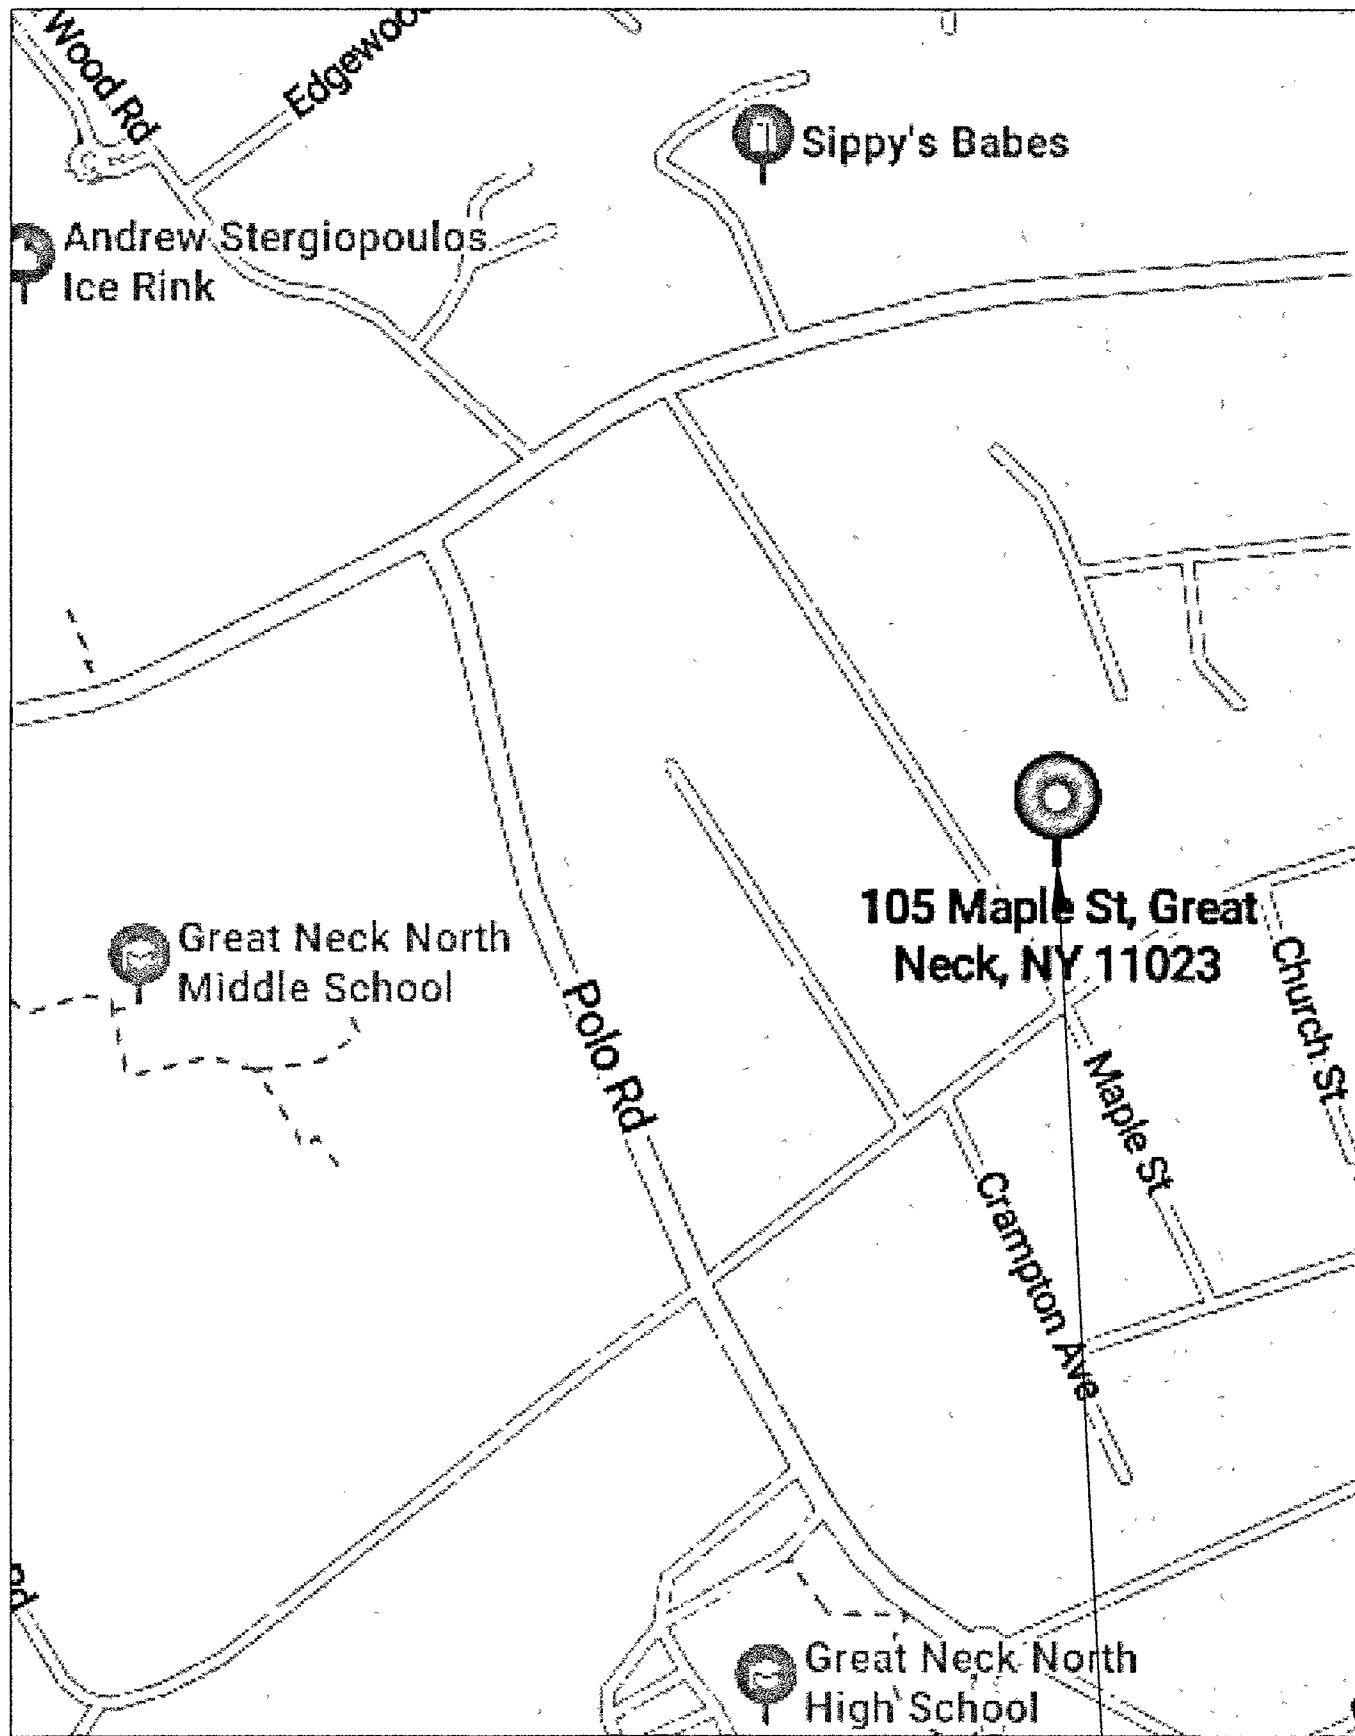 Wood Rd
Edgewoo
Sippy's Babes
Andrew Stergiopoulos
Ice Rink
105 Maple St, Great
Neck, NY 11023
Great Neck North
Middle School
Church St
Polo Rd
Maple St
Crampton Ave
Rd
Great Neck North
High School